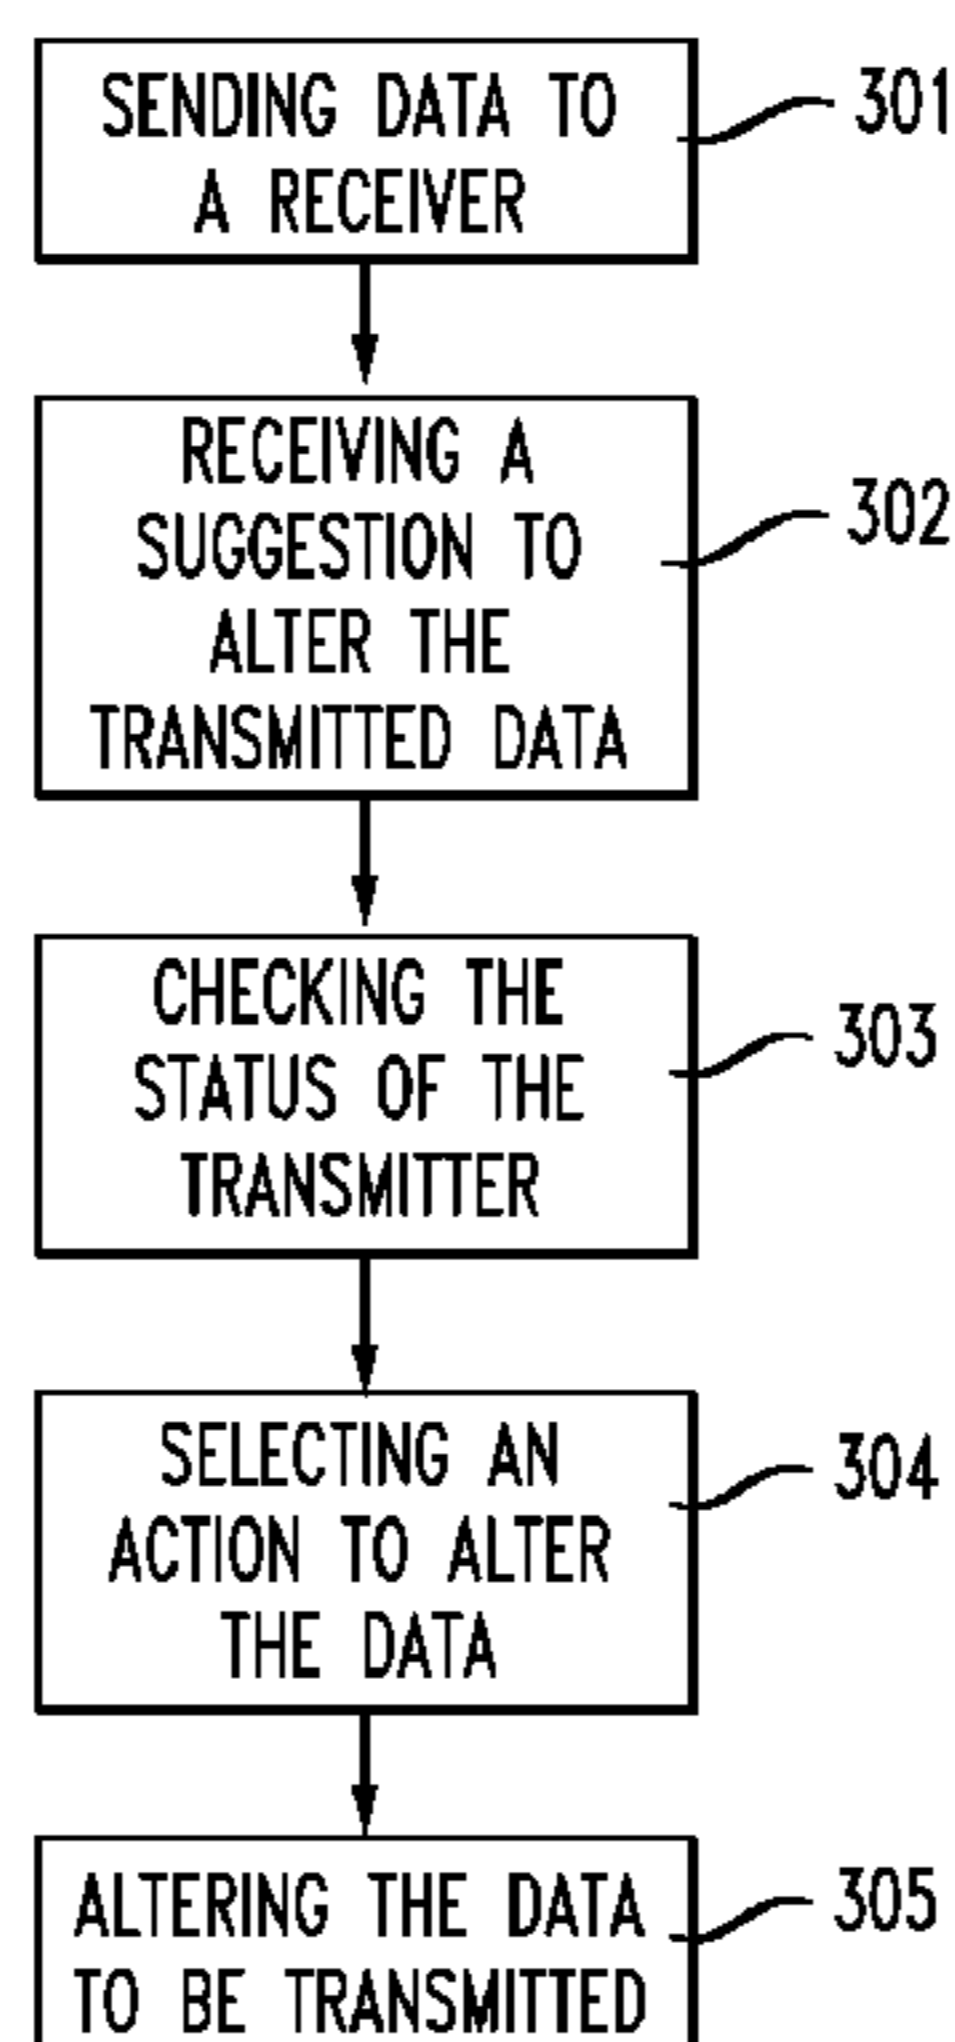 SENDING DATA TO
A RECEIVER
301
RECEIVING A
SUGGESTION TO
ALTER THE
TRANSMITTED DATA
302
CHECKING THE
STATUS OF THE
TRANSMITTER
303
SELECTING AN
ACTION TO ALTER
THE DATA
304
ALTERING THE DATA
TO BE TRANSMITTED
305